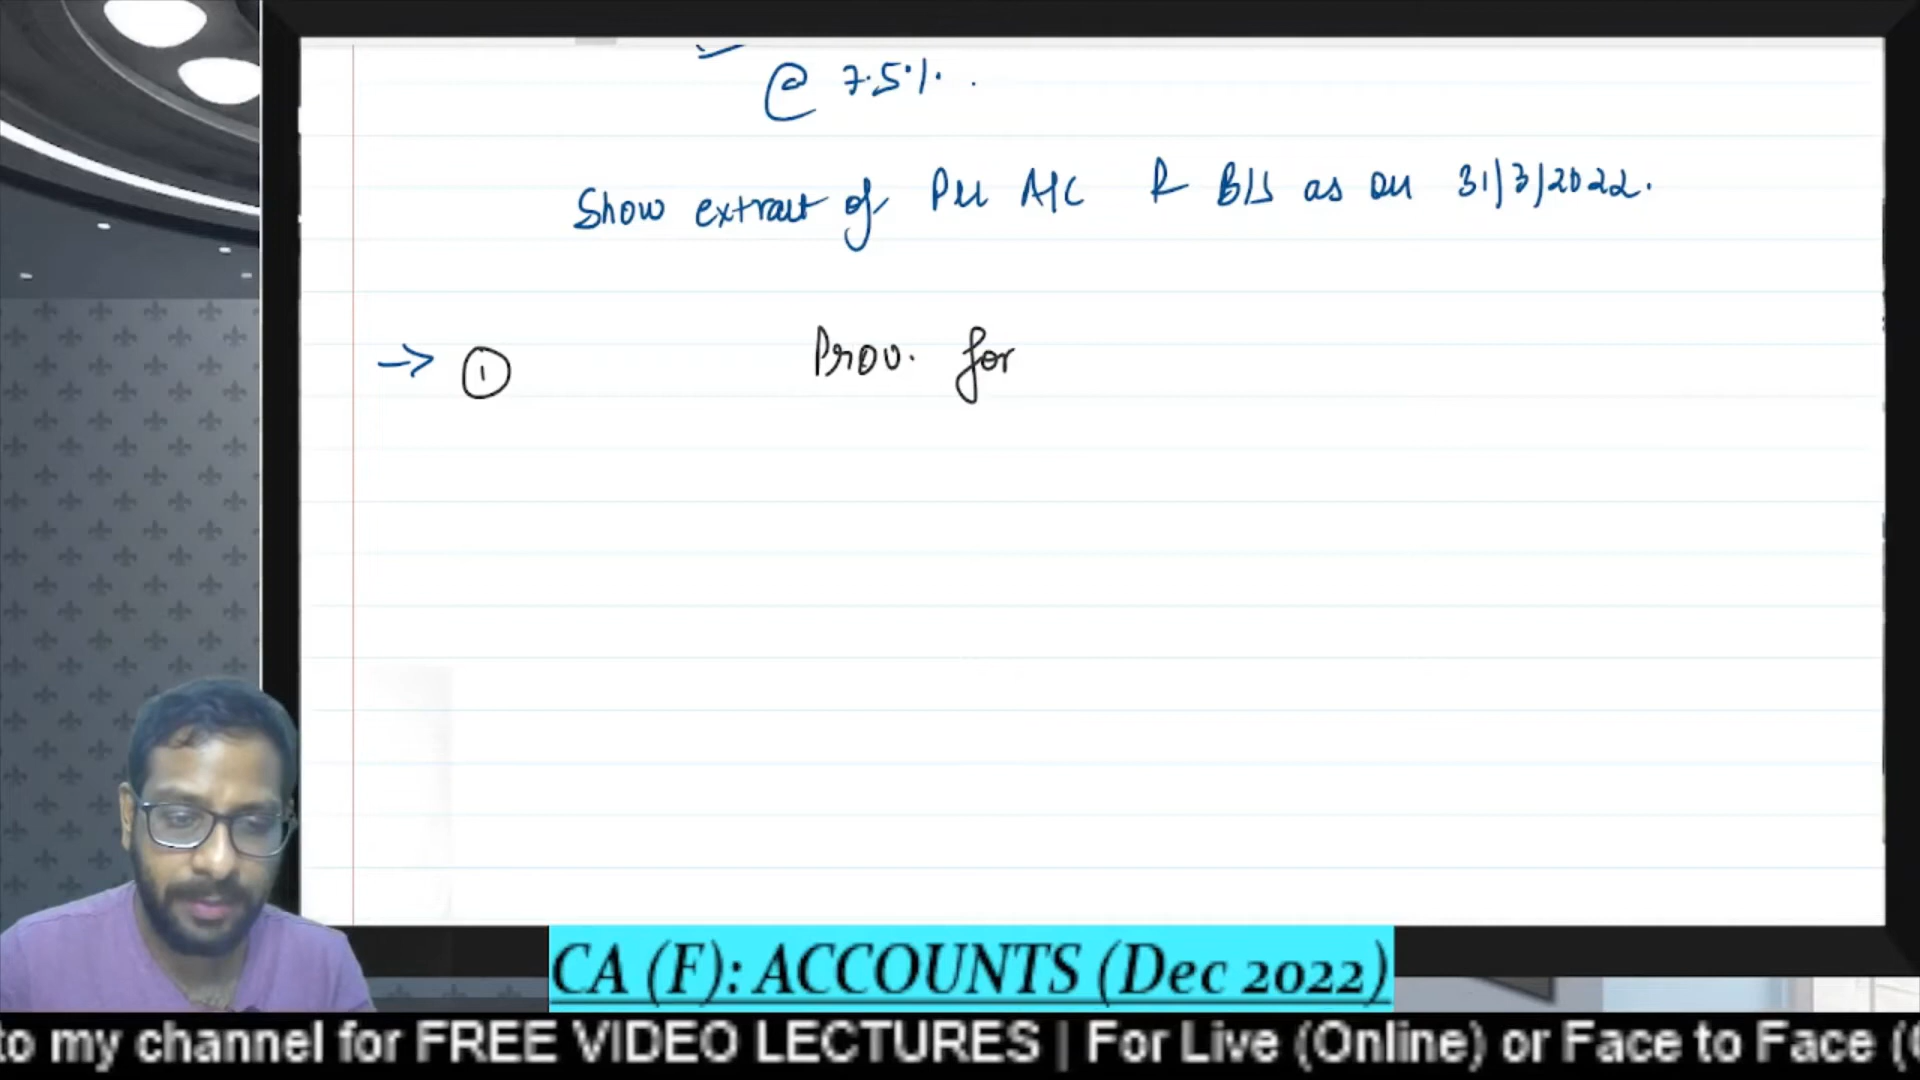 @ 7.5%.
Show extract of P&L A/C & B/S as on 31/3/2022.
→ ① Prov. for
CA (F): ACCOUNTS (Dec 2022)
to my channel for FREE VIDEO LECTURES | For Live (Online) or Face to Face (